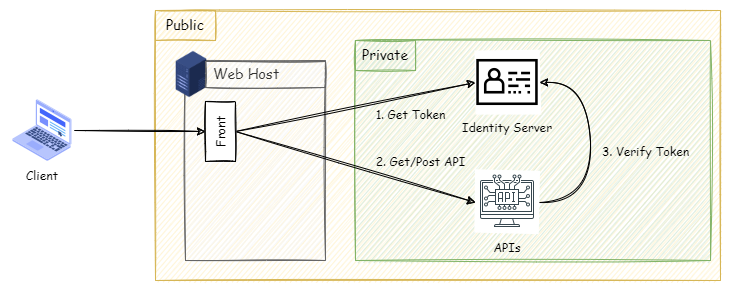 Public
Private
Web Host
Front
1. Get Token
Identity Server
2. Get/Post API
3. Verify Token
Client
API
APIs